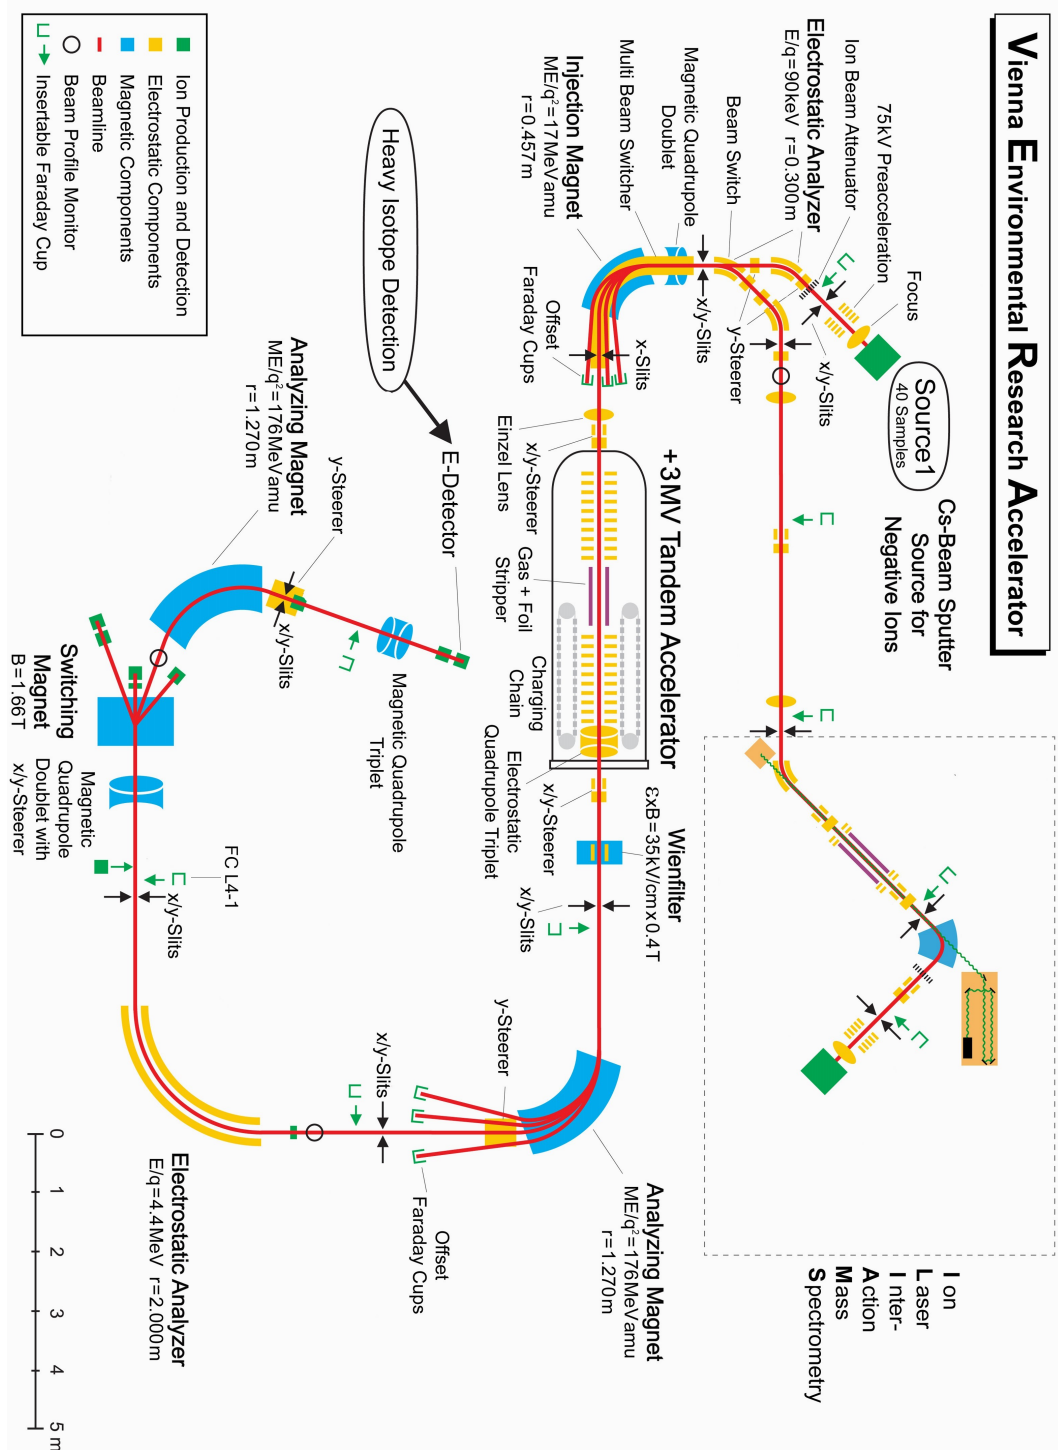 Vienna Environmental Research Accelerator
Ion Production and Detection
Electrostatic Components
Magnetic Components
Beamline
Beam Profile Monitor
Insertable Faraday Cup
Heavy Isotope Detection
Source1
40 Samples
Cs-Beam Sputter
Source for
Negative Ions
Focus
75kV Preacceleration
Ion Beam Attenuator
Electrostatic Analyzer
E/q=90keV r=0.300m
Beam Switch
Magnetic Quadrupole
Doublet
Multi Beam Switcher
Injection Magnet
ME/q²=17MeVamu
r=0.457m
x/y-Slits
y-Steerer
x/y-Slits
x-Slits
Offset
Faraday Cups
Einzel Lens
x/y-Steerer
+3MV Tandem Accelerator
Gas + Foil
Stripper
Charging
Chain
Electrostatic
Quadrupole Triplet
x/y-Steerer
Wienfilter
εxB=35kV/cmx0.4T
x/y-Slits
Analyzing Magnet
ME/q²=176MeVamu
r=1.270m
y-Steerer
Offset
Faraday Cups
x/y-Slits
Electrostatic Analyzer
E/q=4.4MeV r=2.000m
x/y-Slits
FC L4-1
Magnetic
Quadrupole
Doublet with
x/y-Steerer
Switching
Magnet
B=1.66T
Analyzing Magnet
ME/q²=176MeVamu
r=1.270m
y-Steerer
x/y-Slits
Magnetic Quadrupole
Triplet
E-Detector
Ion
Laser
Inter-
Action
Mass
Spectrometry
0 1 2 3 4 5 m